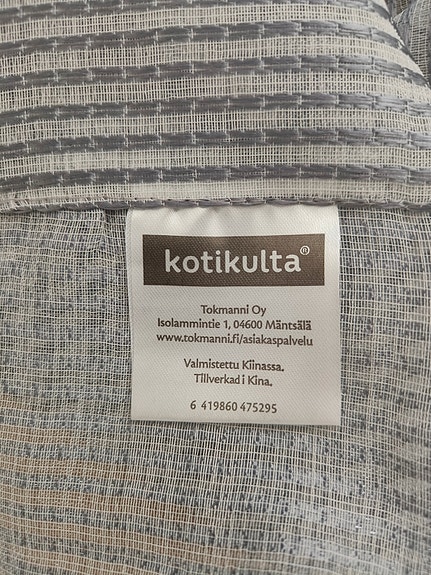 kotikulta®
Tokmanni Oy
Isolammintie 1, 04600 Mäntsälä
www.tokmanni.fi/asiakaspalvelu
Valmistettu Kiinassa.
Tillverkad i Kina.
6 419860 475295